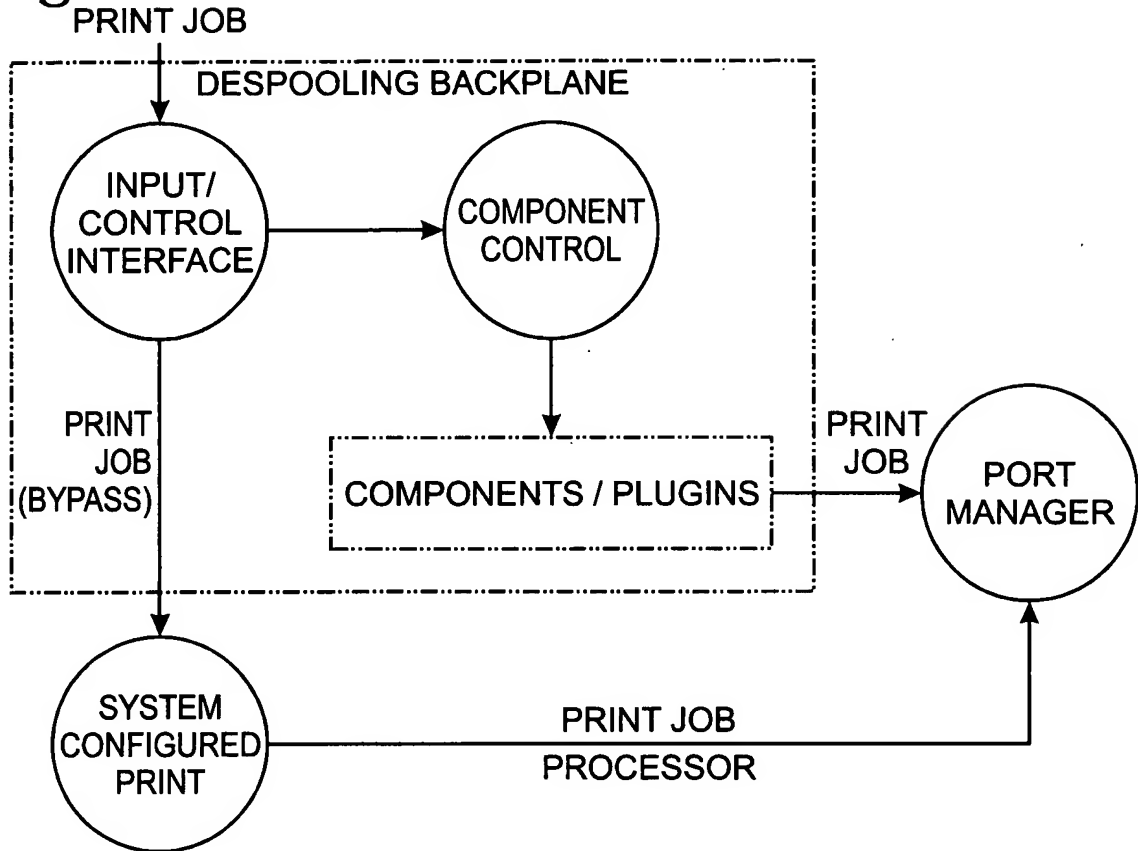 PRINT JOB
DESPOOLING BACKPLANE
INPUT/
CONTROL
INTERFACE
COMPONENT
CONTROL
PRINT
JOB
(BYPASS)
COMPONENTS / PLUGINS
PRINT
JOB
PORT
MANAGER
SYSTEM
CONFIGURED
PRINT
PRINT JOB
PROCESSOR